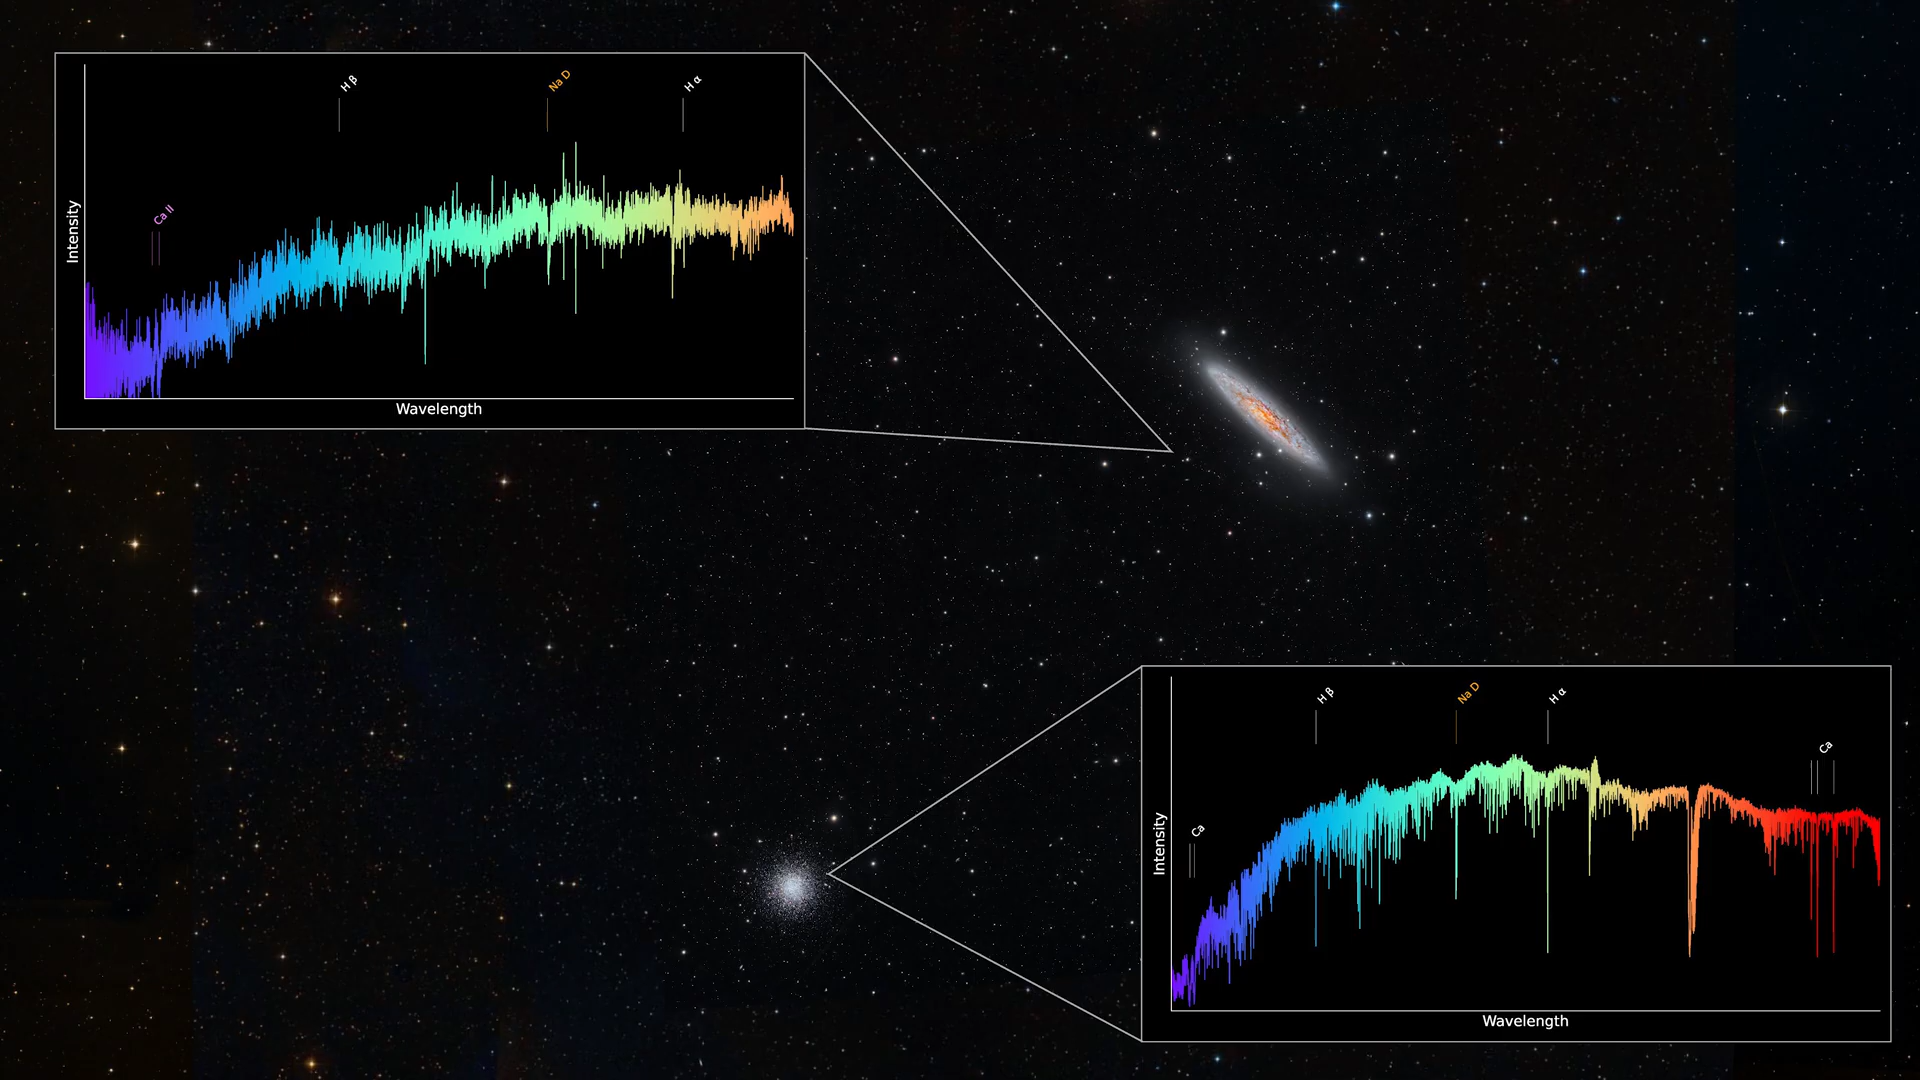 H β
Na D
H α
Ca II
Intensity
Wavelength
H β
Na D
H α
Ca
Ca
Intensity
Wavelength